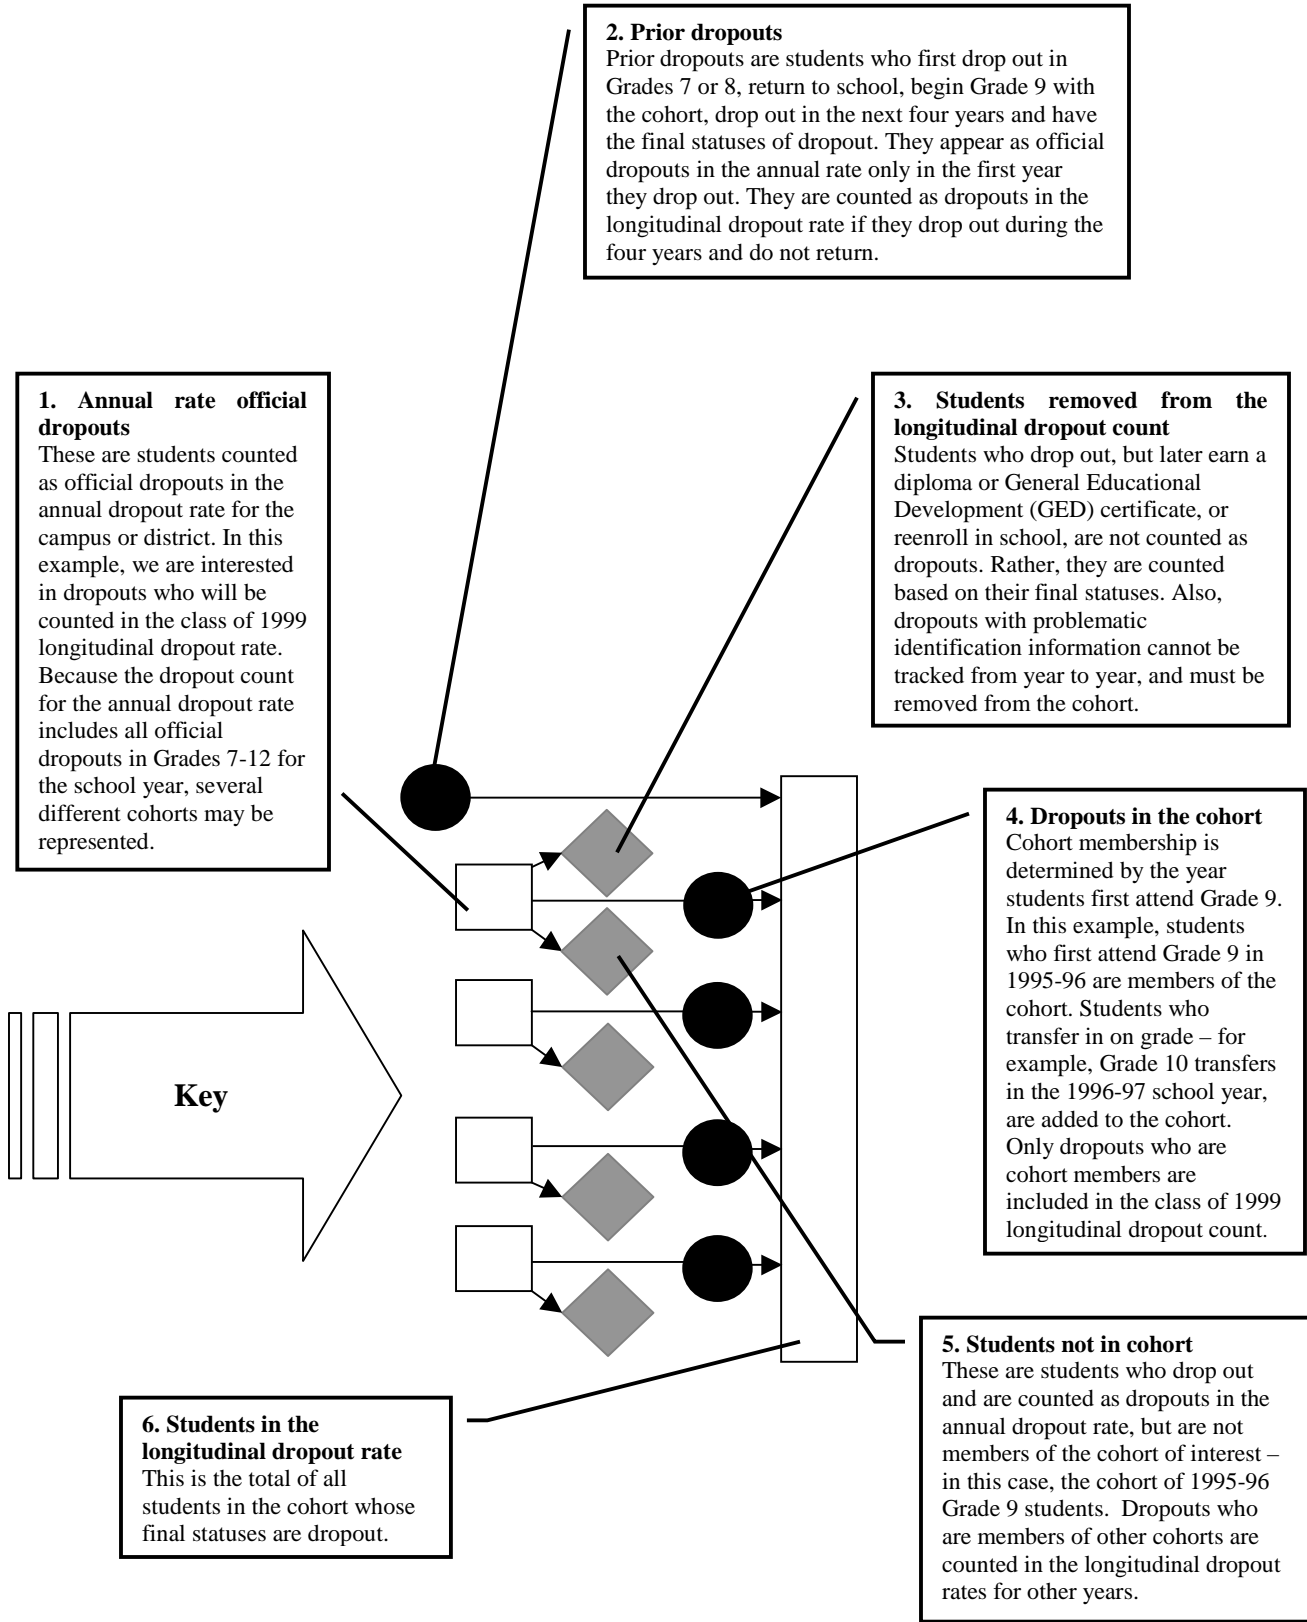 2. Prior dropouts
Prior dropouts are students who first drop out in
Grades 7 or 8, return to school, begin Grade 9 with
the cohort, drop out in the next four years and have
the final statuses of dropout. They appear as official
dropouts in the annual rate only in the first year
they drop out. They are counted as dropouts in the
longitudinal dropout rate if they drop out during the
four years and do not return.
1. Annual rate official
dropouts
These are students counted
as official dropouts in the
annual dropout rate for the
campus or district. In this
example, we are interested
in dropouts who will be
counted in the class of 1999
longitudinal dropout rate.
Because the dropout count
for the annual dropout rate
includes all official
dropouts in Grades 7-12 for
the school year, several
different cohorts may be
represented.
3. Students removed from the
longitudinal dropout count
Students who drop out, but later earn a
diploma or General Educational
Development (GED) certificate, or
reenroll in school, are not counted as
dropouts. Rather, they are counted
based on their final statuses. Also,
dropouts with problematic
identification information cannot be
tracked from year to year, and must be
removed from the cohort.
4. Dropouts in the cohort
Cohort membership is
determined by the year
students first attend Grade 9.
In this example, students
who first attend Grade 9 in
1995-96 are members of the
cohort. Students who
transfer in on grade – for
example, Grade 10 transfers
in the 1996-97 school year,
are added to the cohort.
Only dropouts who are
cohort members are
included in the class of 1999
longitudinal dropout count.
Key
5. Students not in cohort
These are students who drop out
and are counted as dropouts in the
annual dropout rate, but are not
members of the cohort of interest –
in this case, the cohort of 1995-96
Grade 9 students. Dropouts who
are members of other cohorts are
counted in the longitudinal dropout
rates for other years.
6. Students in the
longitudinal dropout rate
This is the total of all
students in the cohort whose
final statuses are dropout.